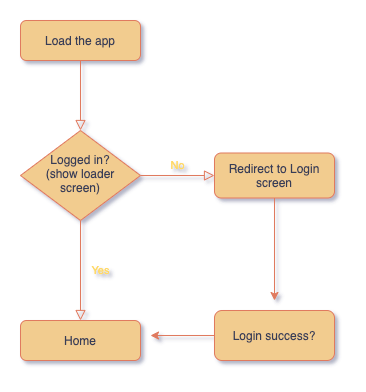 Load the app
Logged in?
(show loader
screen)
No
Redirect to Login
screen
Yes
Home
Login success?